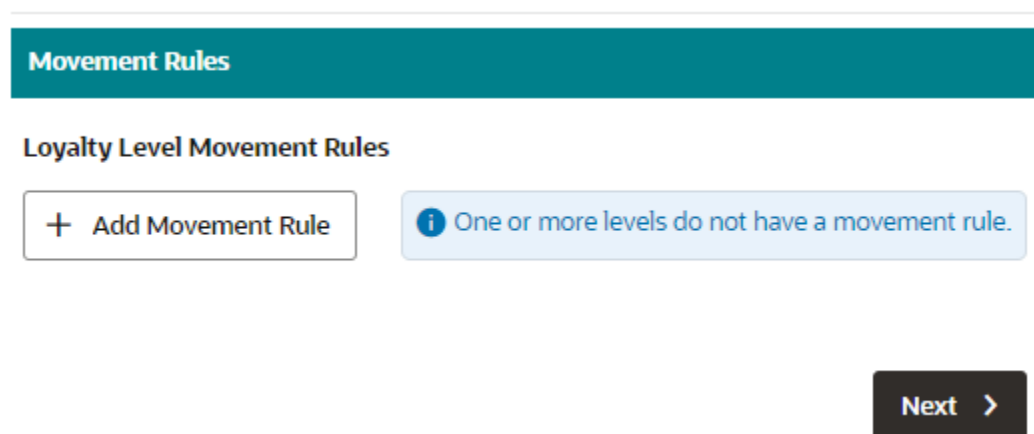 Movement Rules
Loyalty Level Movement Rules
+ Add Movement Rule
One or more levels do not have a movement rule.
Next